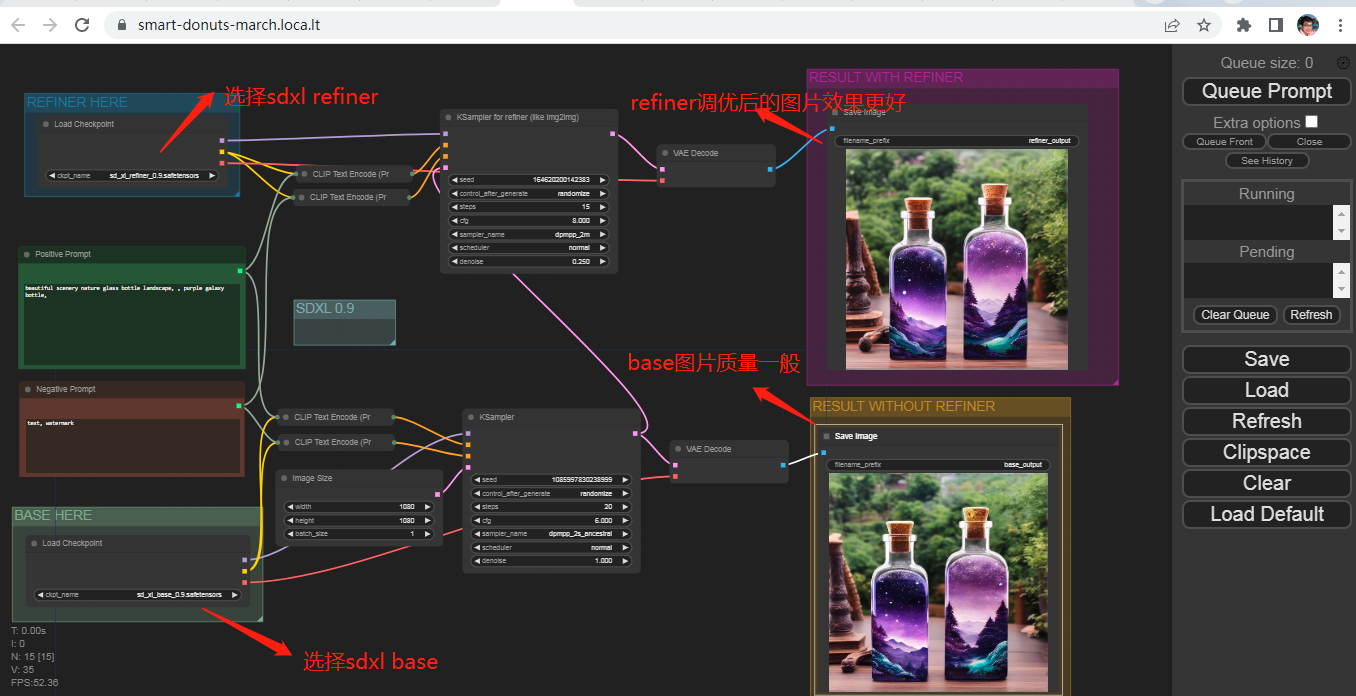 smart-donuts-march.loca.lt
REFINER HERE
选择sdxl refiner
Load Checkpoint
ckpt_name sd_xl_refiner_0.9.safetensors
CLIP Text Encode (Pr
CLIP Text Encode (Pr
KSampler for refiner (like img2img)
seed 164620200142383
control_after_generate randomize
steps 15
cfg 8.000
sampler_name dpmpp_2m
scheduler normal
denoise 0.250
VAE Decode
RESULT WITH REFINER
refiner调优后的图片效果更好
Save Image
filename_prefix refiner_output
Positive Prompt
beautiful scenery nature glass bottle landscape, , purple galaxy
bottle,
SDXL 0.9
Negative Prompt
text, watermark
CLIP Text Encode (Pr
CLIP Text Encode (Pr
Image Size
width 1080
height 1080
batch_size 1
KSampler
seed 1085997830238999
control_after_generate randomize
steps 20
cfg 6.000
sampler_name dpmpp_2s_ancestral
scheduler normal
denoise 1.000
VAE Decode
base图片质量一般
RESULT WITHOUT REFINER
Save Image
filename_prefix base_output
BASE HERE
Load Checkpoint
ckpt_name sd_xl_base_0.9.safetensors
选择sdxl base
T: 0.00s
I: 0
N: 15 [15]
V: 35
FPS:52.36
Queue size: 0
Queue Prompt
Extra options
Queue Front Close
See History
Running
Pending
Clear Queue Refresh
Save
Load
Refresh
Clipspace
Clear
Load Default